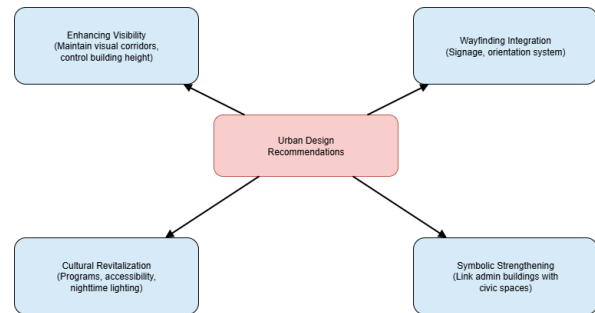 Enhancing Visibility
(Maintain visual corridors,
control building height)
Wayfinding Integration
(Signage, orientation system)
Urban Design
Recommendations
Cultural Revitalization
(Programs, accessibility,
nighttime lighting)
Symbolic Strengthening
(Link admin buildings with
civic spaces)